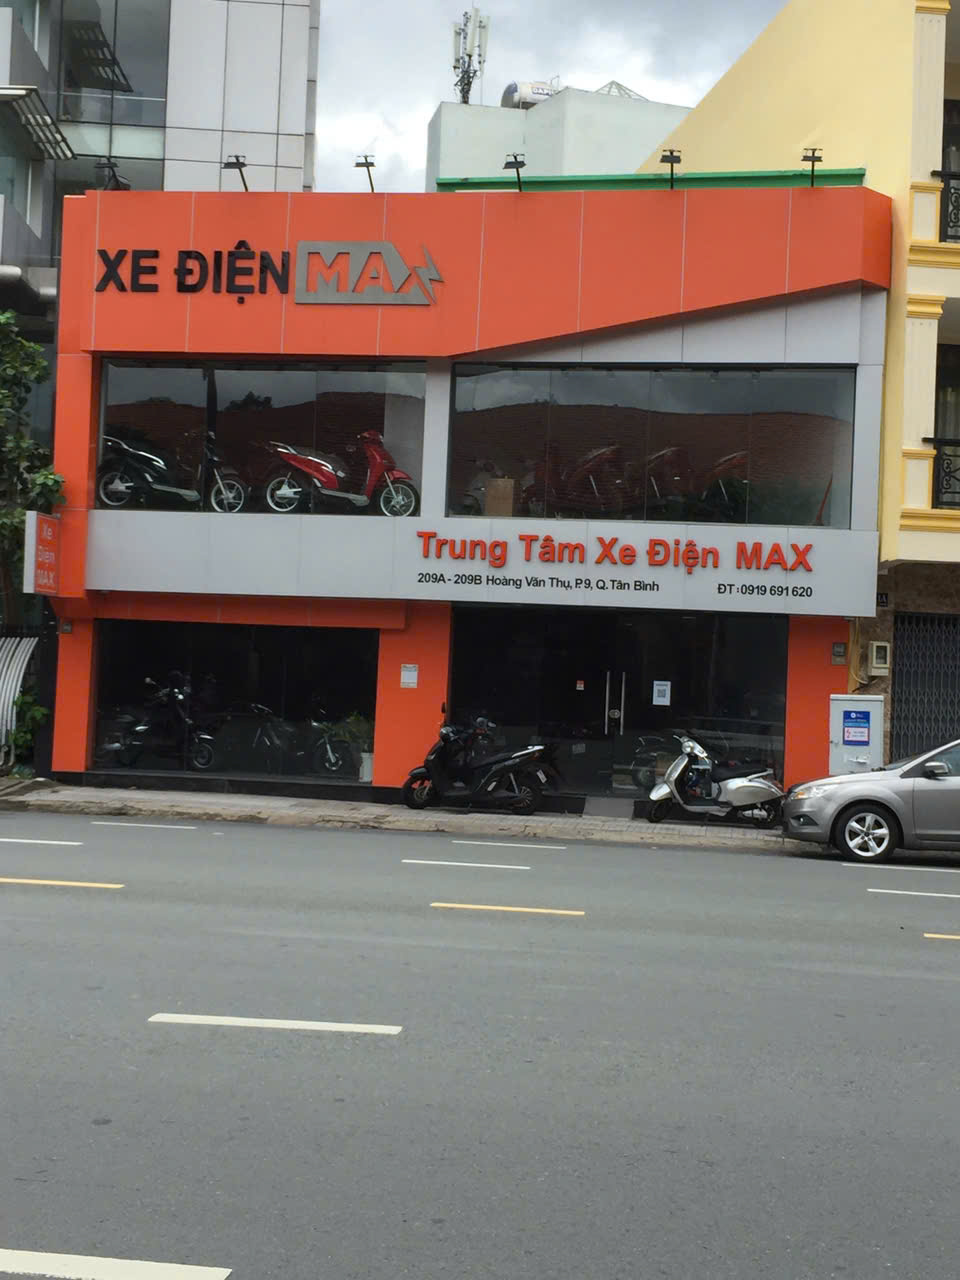 XE ĐIỆN MAX
Trung Tâm Xe Điện MAX
209A - 209B Hoàng Văn Thụ, P.9, Q.Tân Bình ĐT : 0919 691 620
Xe
Điện
MAX